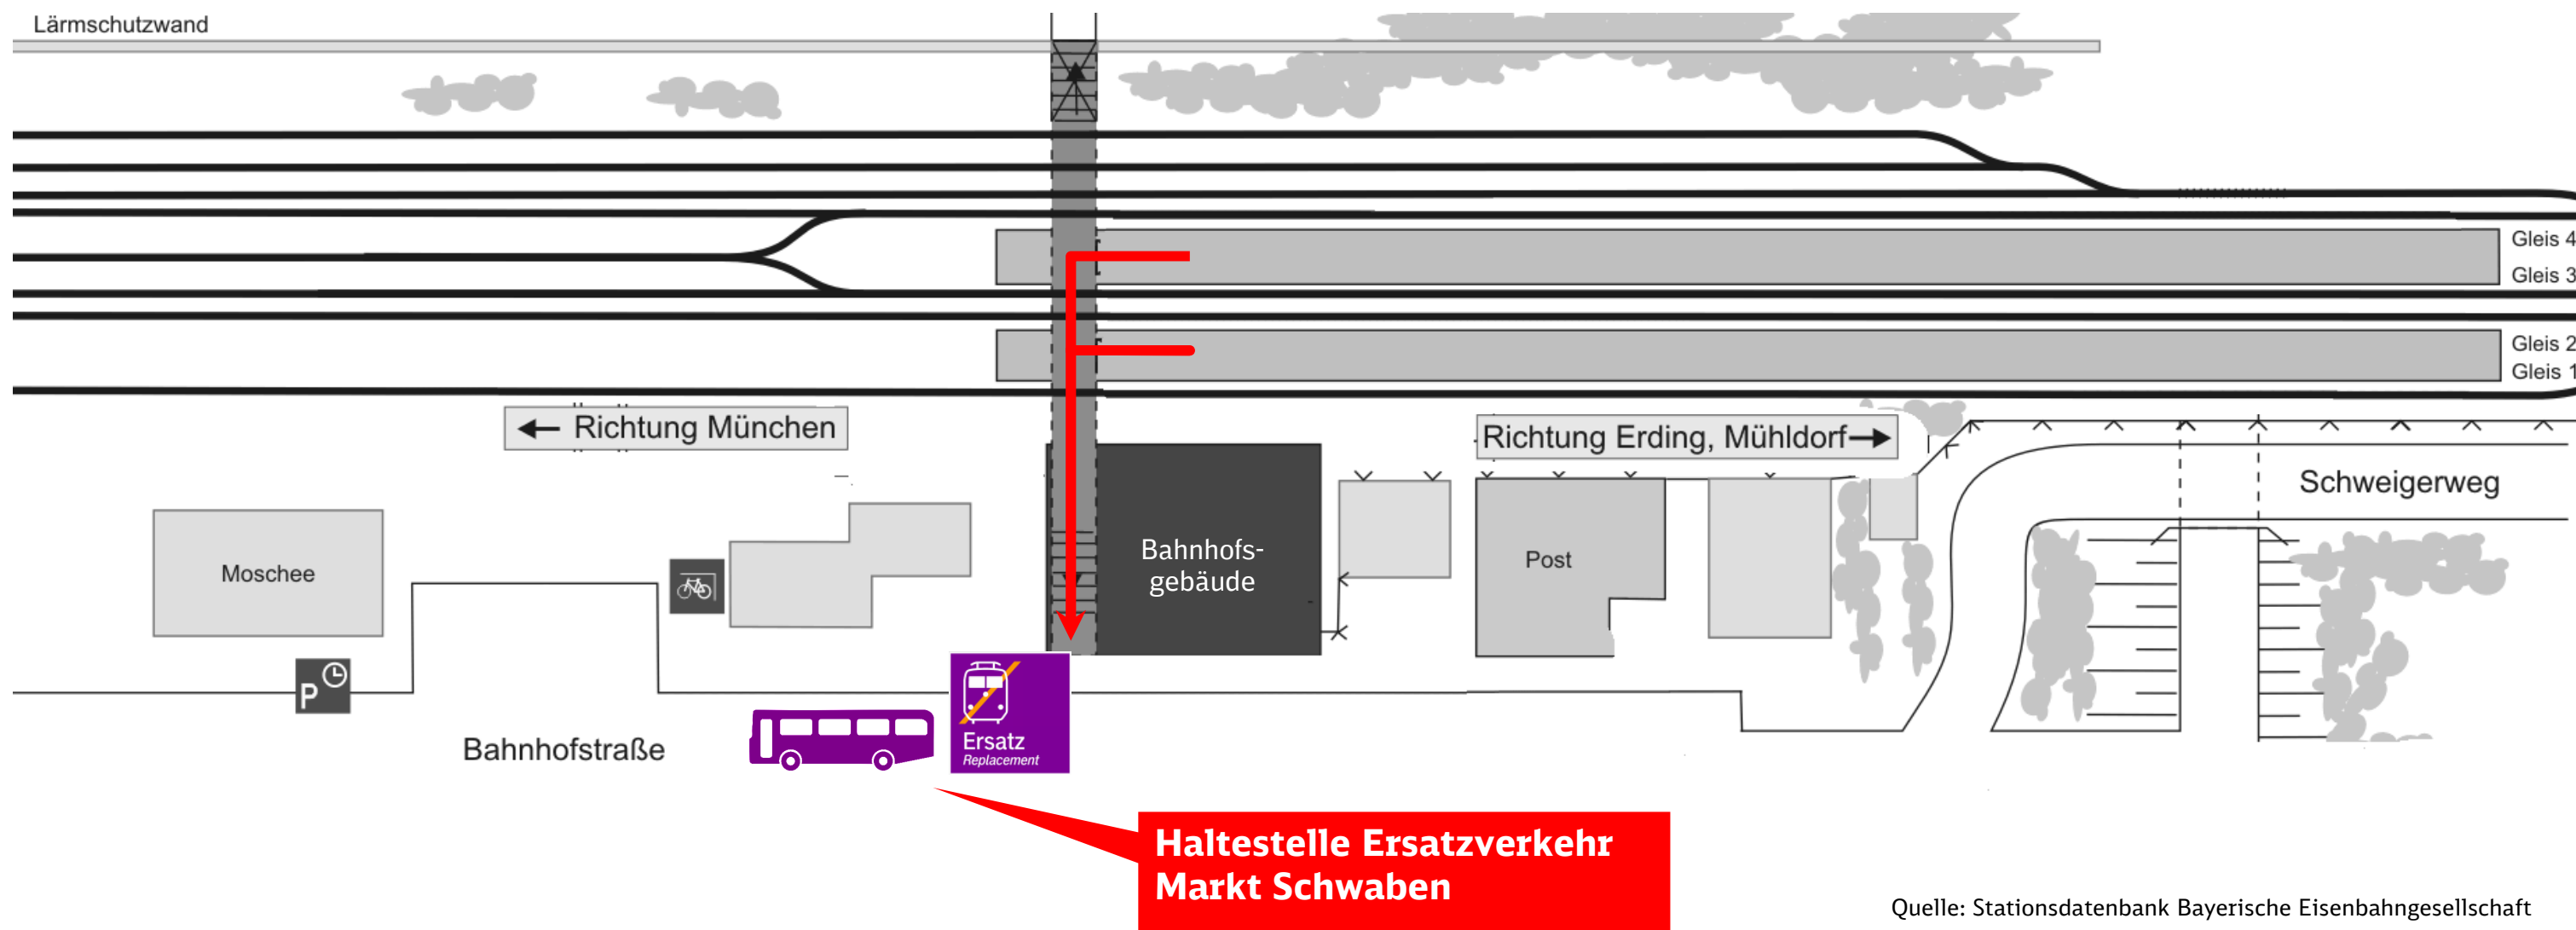 Lärmschutzwand
Gleis 4
Gleis 3
Gleis 2
Gleis 1
← Richtung München
Richtung Erding, Mühldorf→
Schweigerweg
Moschee
Bahnhofs-
gebäude
Post
P
Bahnhofstraße
Ersatz
Replacement
Haltestelle Ersatzverkehr
Markt Schwaben
Quelle: Stationsdatenbank Bayerische Eisenbahngesellschaft